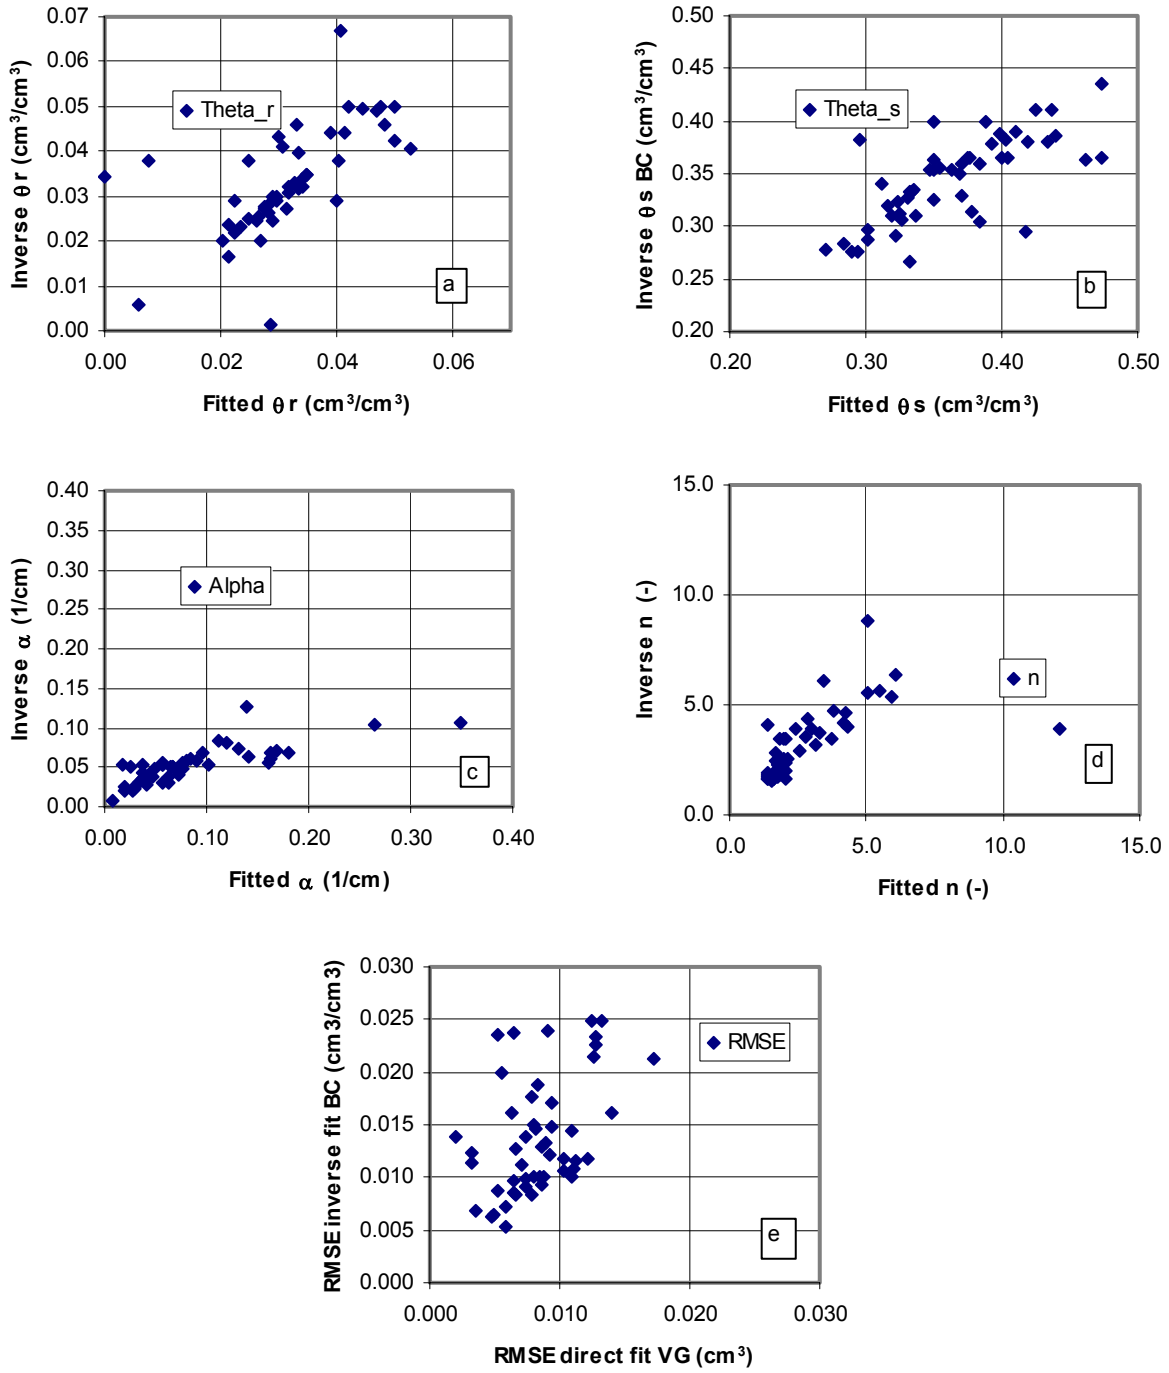 0.07
0.06
0.05
0.04
0.03
0.02
0.01
0.00
Inverse θ r (cm³/cm³)
Theta_r
a
0.00 0.02 0.04 0.06
Fitted θ r (cm³/cm³)
0.50
0.45
0.40
0.35
0.30
0.25
0.20
Inverse θs BC (cm³/cm³)
Theta_s
b
0.20 0.30 0.40 0.50
Fitted θ s (cm³/cm³)
0.40
0.35
0.30
0.25
0.20
0.15
0.10
0.05
0.00
Inverse α (1/cm)
Alpha
c
0.00 0.10 0.20 0.30 0.40
Fitted α (1/cm)
15.0
10.0
5.0
0.0
Inverse n (-)
n
d
0.0 5.0 10.0 15.0
Fitted n (-)
0.030
0.025
0.020
0.015
0.010
0.005
0.000
RMSE inverse fit BC (cm3/cm3)
RMSE
e
0.000 0.010 0.020 0.030
RMSE direct fit VG (cm³)